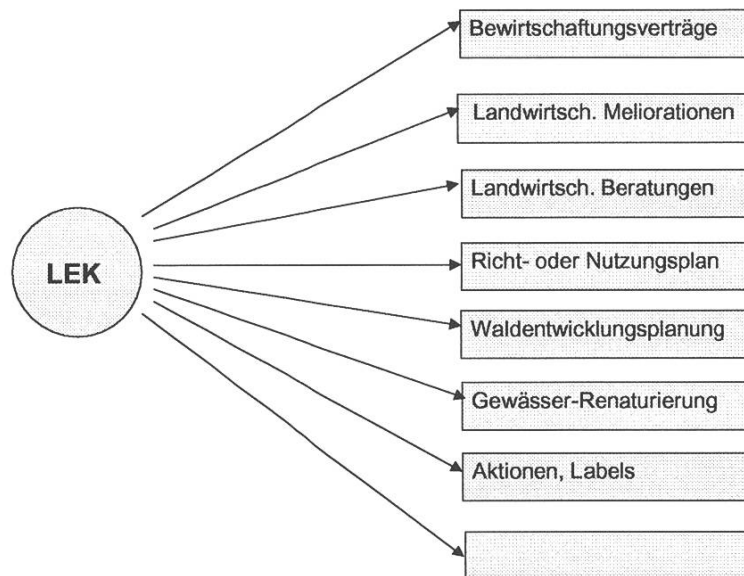 Bewirtschaftungsverträge
Landwirtsch. Meliorationen
Landwirtsch. Beratungen
LEK
Richt- oder Nutzungsplan
Waldentwicklungsplanung
Gewässer-Renaturierung
Aktionen, Labels